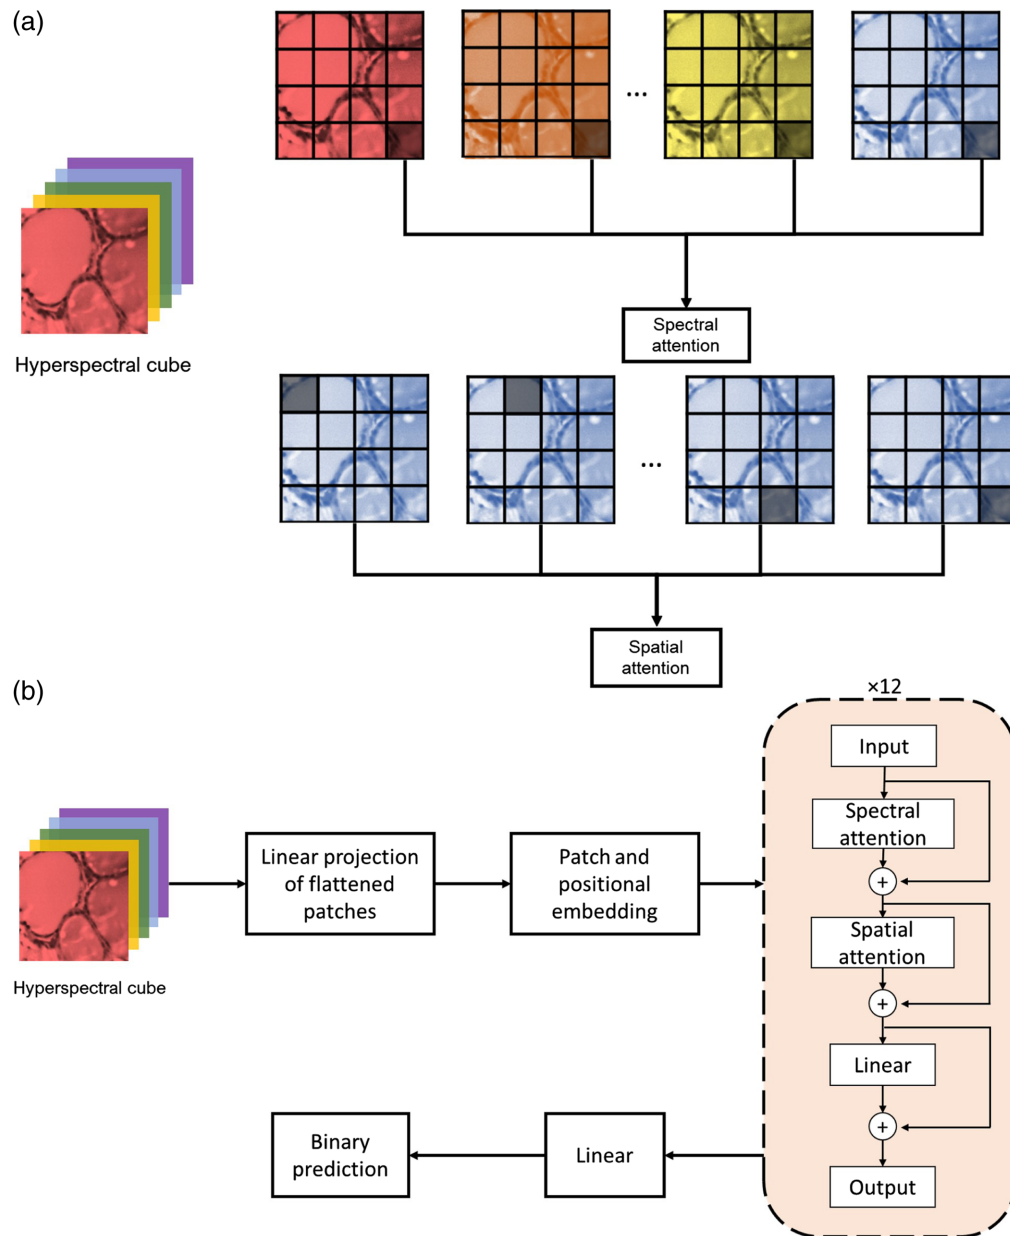 (a)
...
Hyperspectral cube
Spectral
attention
...
Spatial
attention
(b)
×12
Input
Spectral
attention
+
Spatial
attention
+
Linear
+
Output
Hyperspectral cube
Linear projection
of flattened
patches
Patch and
positional
embedding
Binary
prediction
Linear